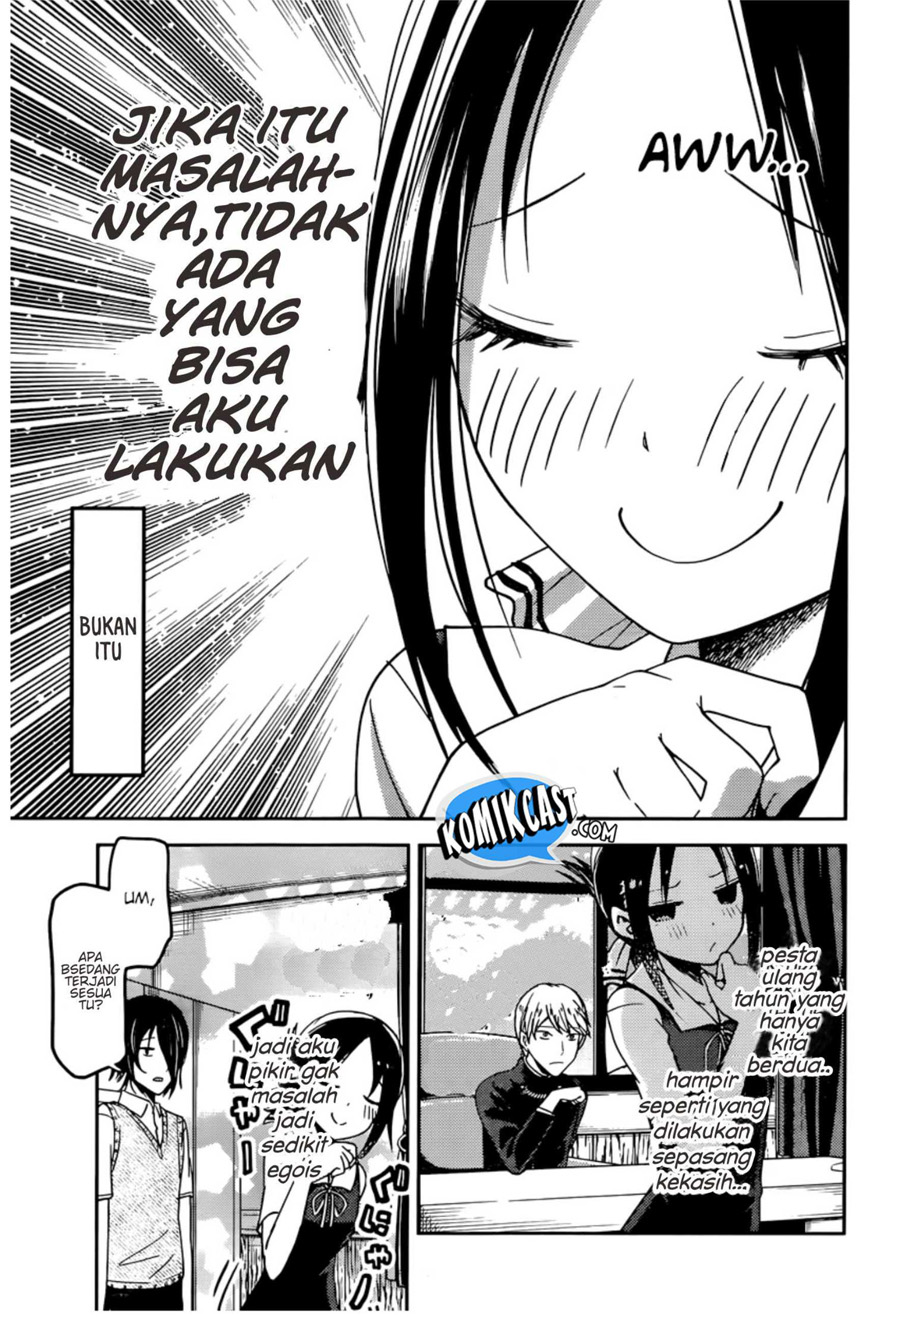 AWW...
JIKA ITU
MASALAH-
NYA, TIDAK
ADA
YANG
BISA
AKU
LAKUKAN
BUKAN
ITU
KOMIKCAST
.COM
pesta
ulang
tahun yang
hanya
kita
berdua..
hampir
seperti yang
dilakukan
sepasang
kekasih...
jadi aku
pikir gak
masalah
jadi
sedikit
egois
UM,
APA
BSEDANG
TERJADI
SESUA
TU?